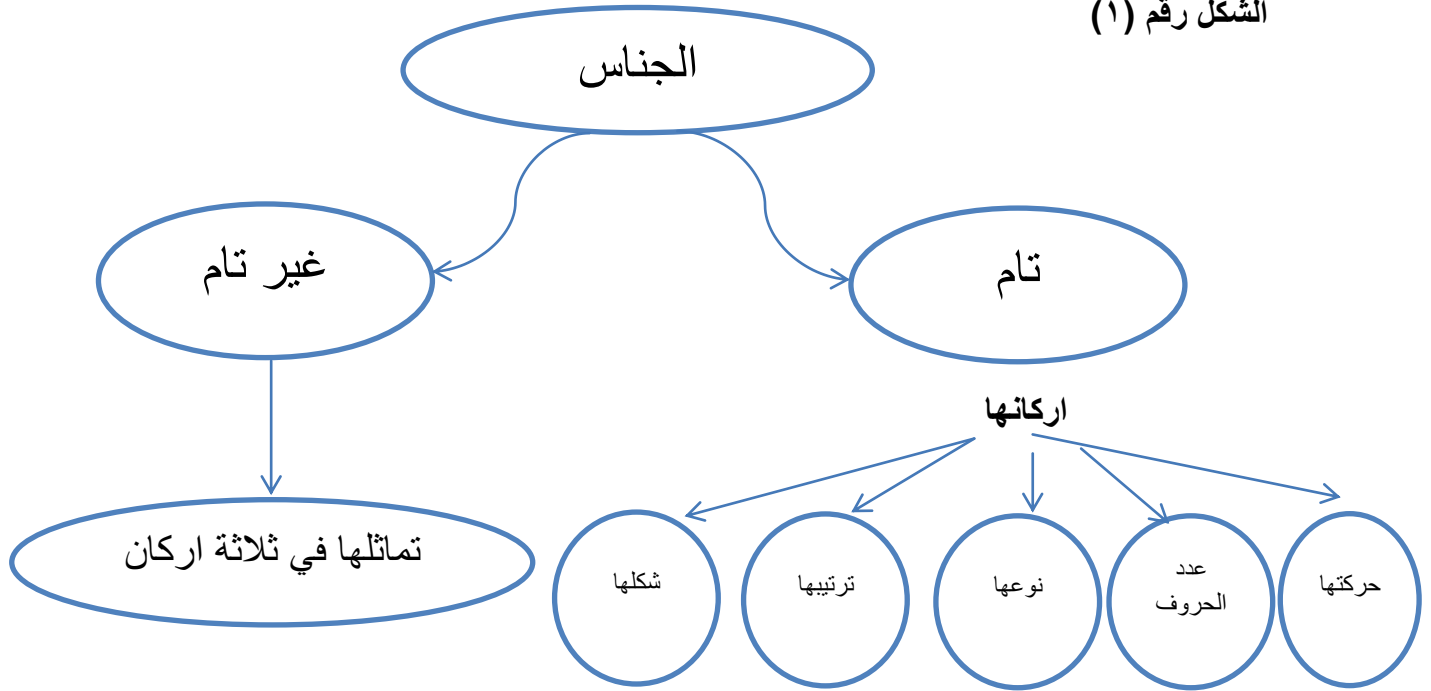 الشكل رقم (١)
الجناس
تام
غير تام
اركانها
حركتها
عدد
الحروف
نوعها
ترتيبها
شكلها
تماثلها في ثلاثة اركان